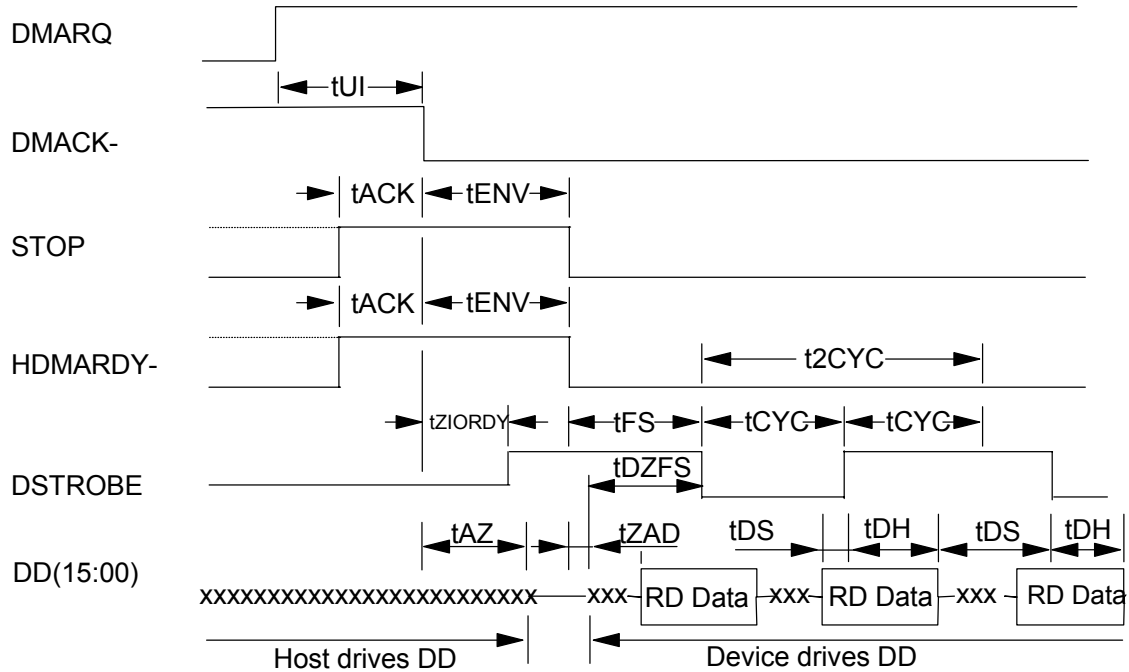 DMARQ
tUI
DMACK-
tACK tENV
STOP
tACK tENV
HDMARDY-
t2CYC
tZIORDY tFS tCYC tCYC
DSTROBE
tDZFS
tAZ tZAD tDS tDH tDS tDH
DD(15:00)
xxxxxxxxxxxxxxxxxxxxxxxxx xxx RD Data xxx RD Data xxx RD Data
Host drives DD Device drives DD